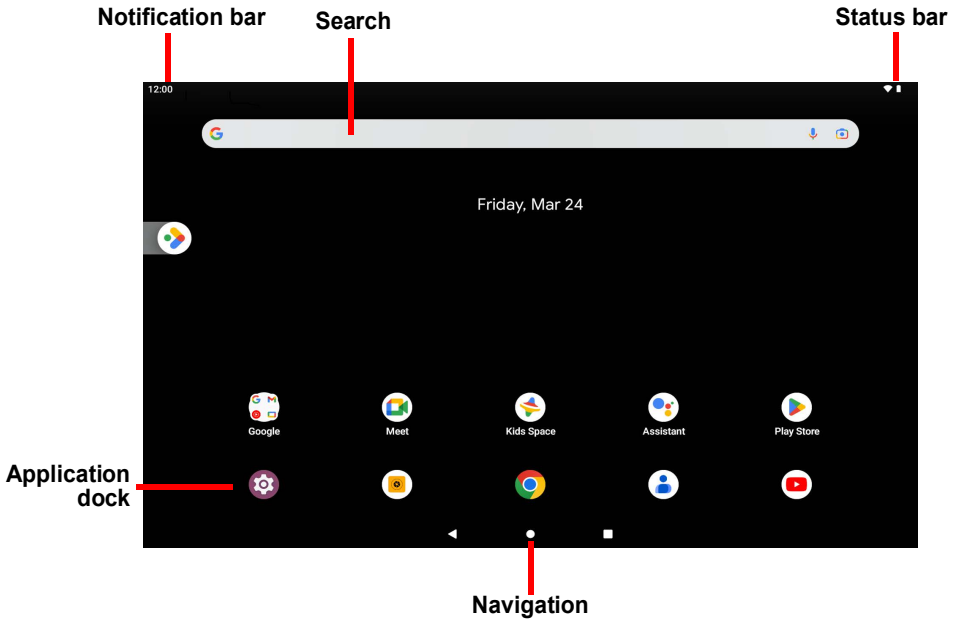 Notification bar
Search
Status bar
12:00
Friday, Mar 24
Google
Meet
Kids Space
Assistant
Play Store
Application
dock
Navigation